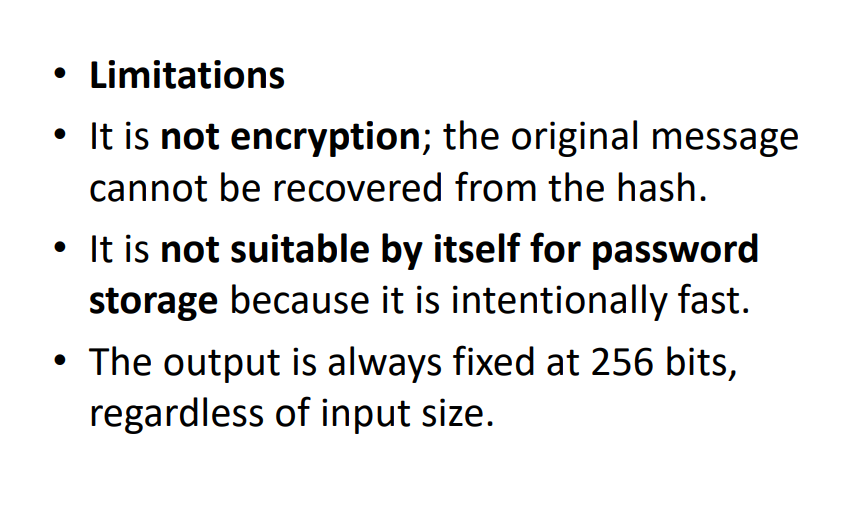 • Limitations
• It is not encryption; the original message
cannot be recovered from the hash.
• It is not suitable by itself for password
storage because it is intentionally fast.
• The output is always fixed at 256 bits,
regardless of input size.